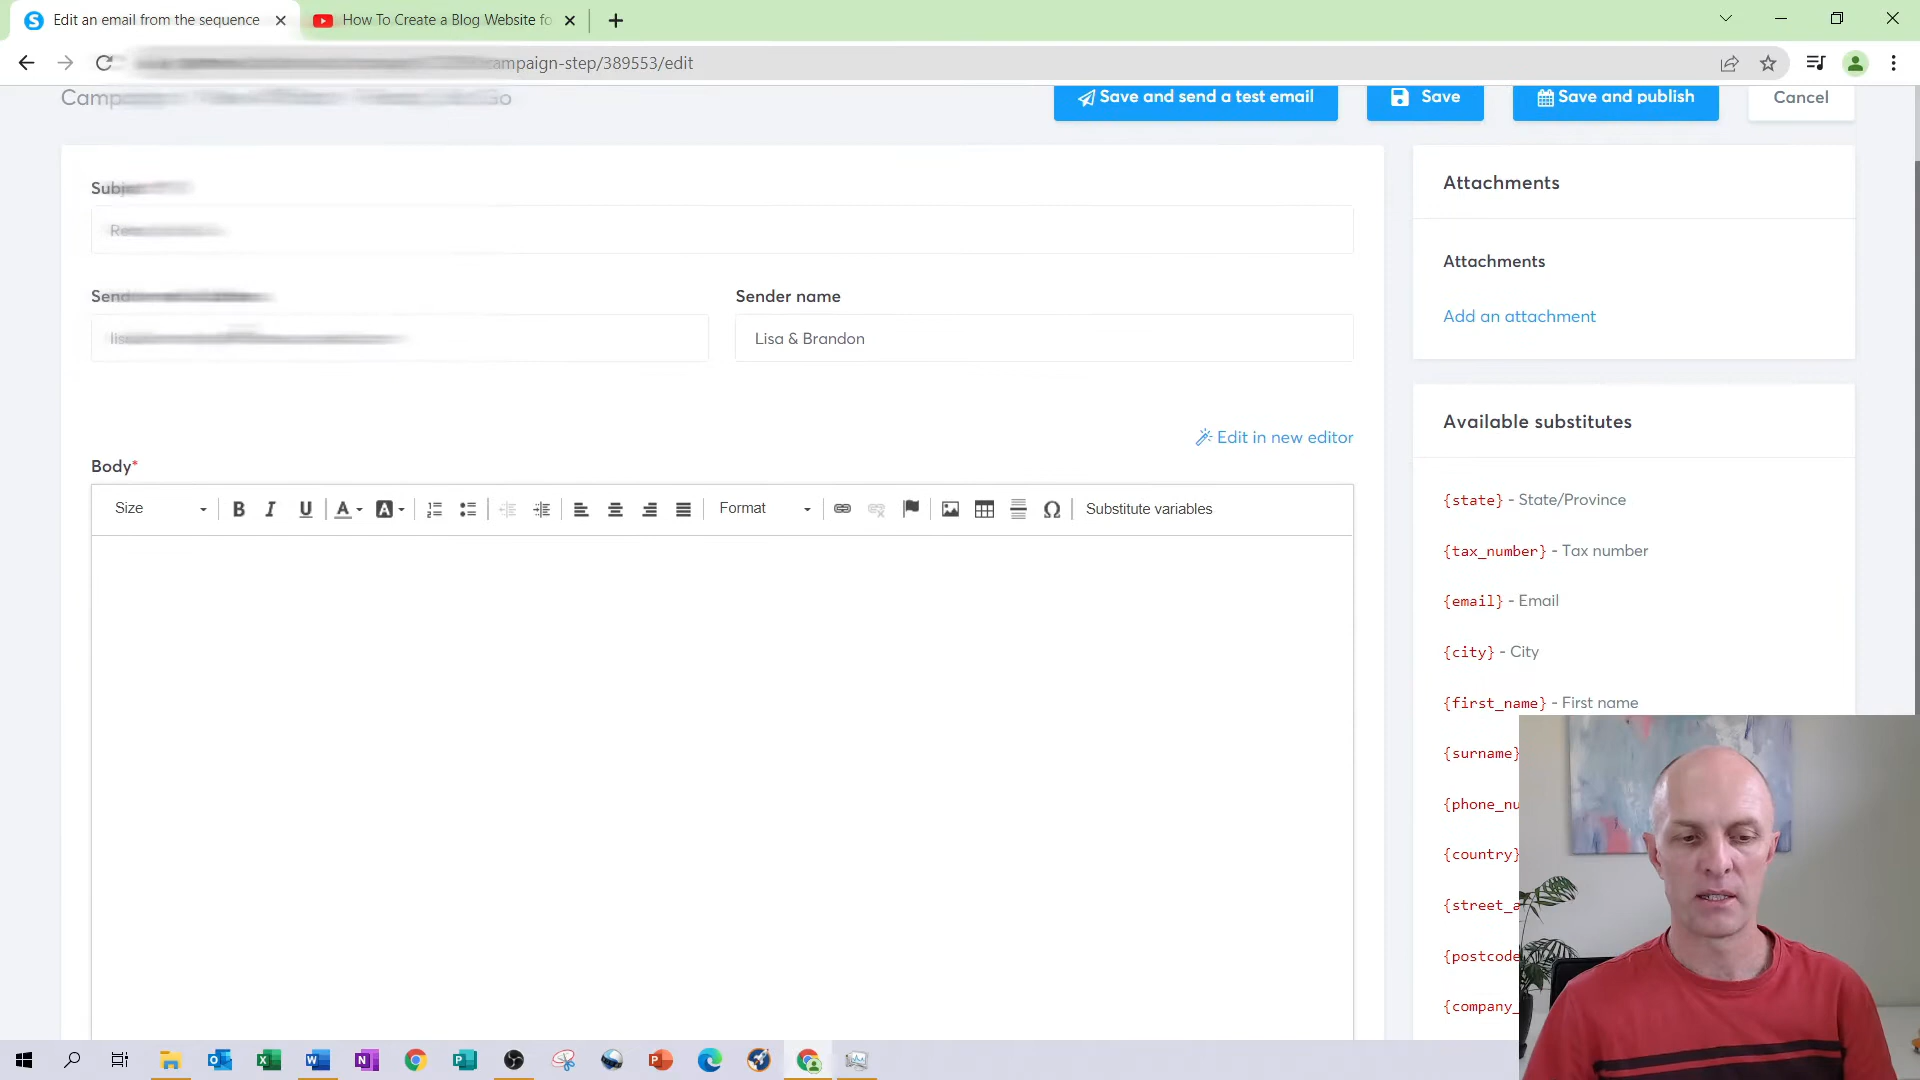 Edit an email from the sequence
How To Create a Blog Website fo
ampaign-step/389553/edit
Save and send a test email
Save
Save and publish
Cancel
Attachments
Sender name
Attachments
Lisa & Brandon
Add an attachment
Available substitutes
Edit in new editor
Body*
Size
Format
Substitute variables
{state} - State/Province
{tax_number} - Tax number
{email} - Email
{city} - City
{first_name} - First name
{surname}
{phone_nu
{country}
{street_a
{postcode
{company_